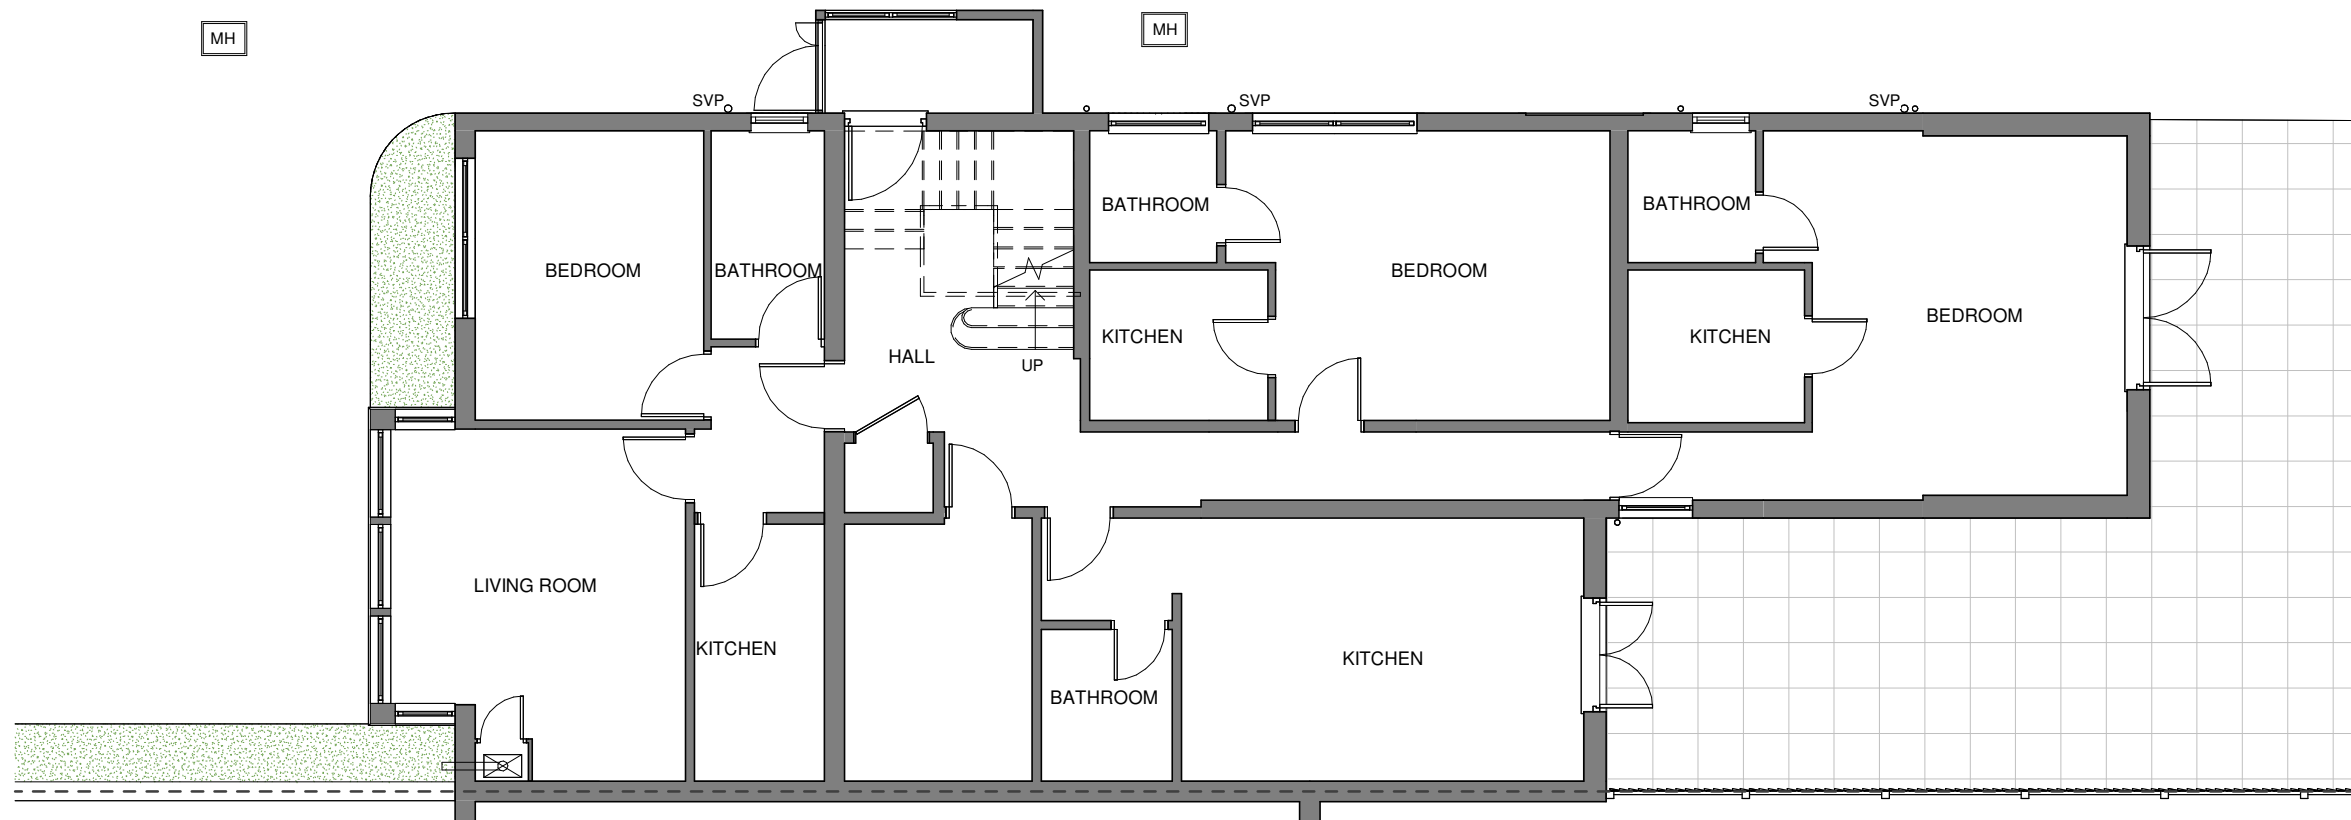 MH
MH
SVP
SVP
SVP
BATHROOM
BATHROOM
BEDROOM
BATHROOM
BEDROOM
BEDROOM
KITCHEN
KITCHEN
HALL
UP
LIVING ROOM
KITCHEN
KITCHEN
BATHROOM